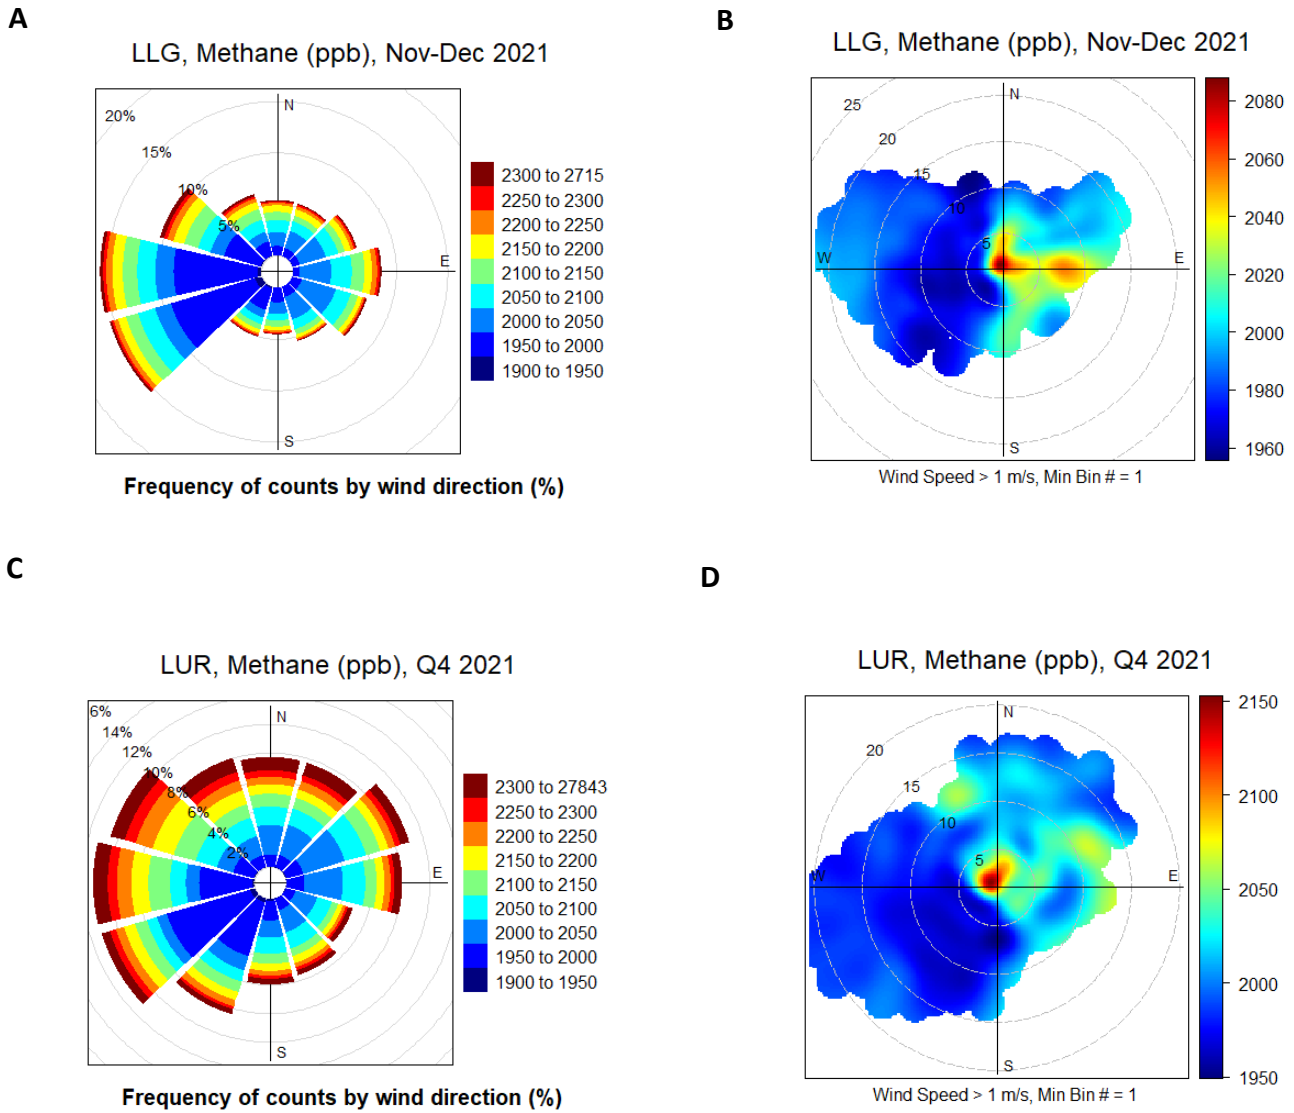 A
LLG, Methane (ppb), Nov-Dec 2021
N
20%
15%
10%
5%
E
S
2300 to 2715
2250 to 2300
2200 to 2250
2150 to 2200
2100 to 2150
2050 to 2100
2000 to 2050
1950 to 2000
1900 to 1950
Frequency of counts by wind direction (%)
B
LLG, Methane (ppb), Nov-Dec 2021
N
25
20
15
10
5
W
E
S
2080
2060
2040
2020
2000
1980
1960
Wind Speed > 1 m/s, Min Bin # = 1
C
LUR, Methane (ppb), Q4 2021
N
6%
14%
12%
10%
8%
6%
4%
2%
E
S
2300 to 27843
2250 to 2300
2200 to 2250
2150 to 2200
2100 to 2150
2050 to 2100
2000 to 2050
1950 to 2000
1900 to 1950
Frequency of counts by wind direction (%)
D
LUR, Methane (ppb), Q4 2021
N
20
15
10
5
W
E
S
2150
2100
2050
2000
1950
Wind Speed > 1 m/s, Min Bin # = 1